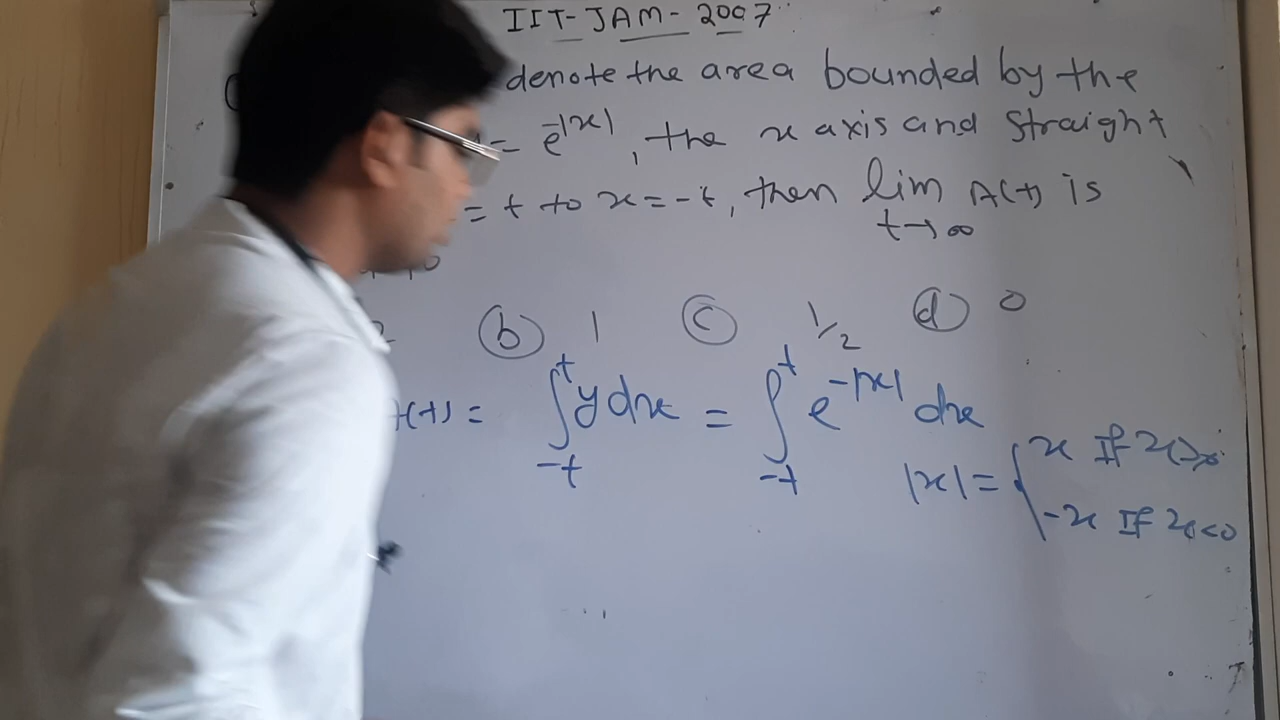 IIT-JAM-2007
denote the area bounded by the
= e^{-|x|}, the x axis and straight
= t to x = -t, then lim_{t→∞} A(t) is
(b) 1 (c) 1/2 (d) 0
(t) = ∫_{-t}^{t} y dx = ∫_{-t}^{t} e^{-|x|} dx
|x| = { x If x≥0
-x If x<0